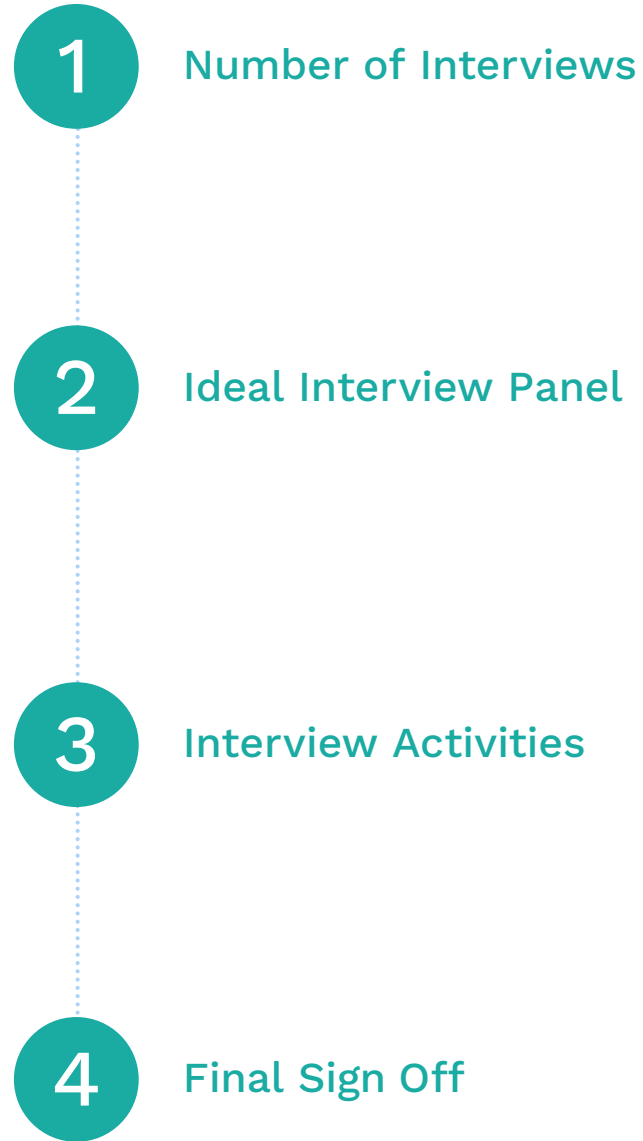 1
Number of Interviews
2
Ideal Interview Panel
3
Interview Activities
4
Final Sign Off